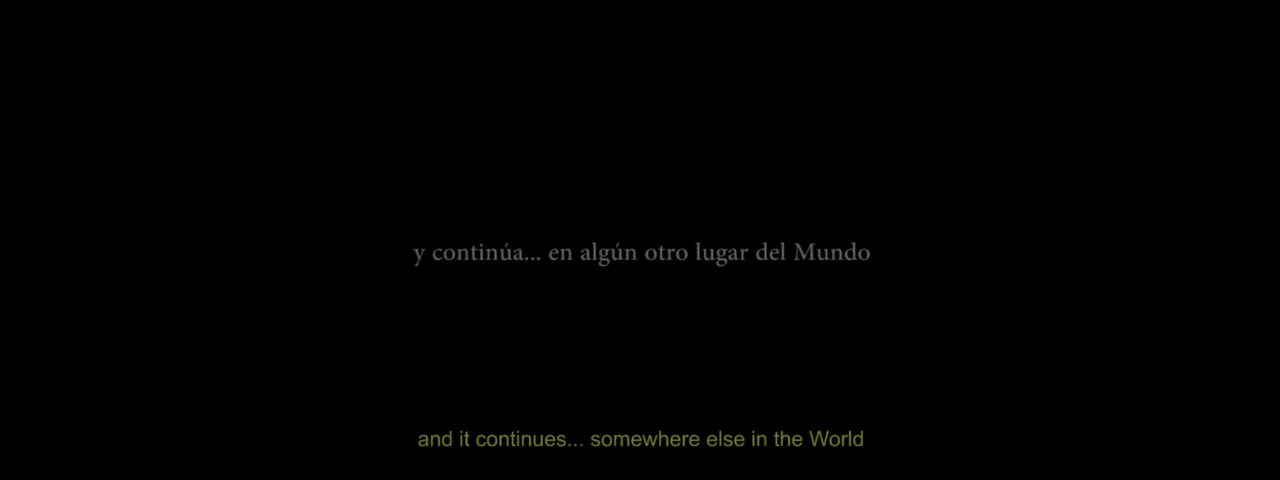 y continúa... en algún otro lugar del Mundo
and it continues... somewhere else in the World